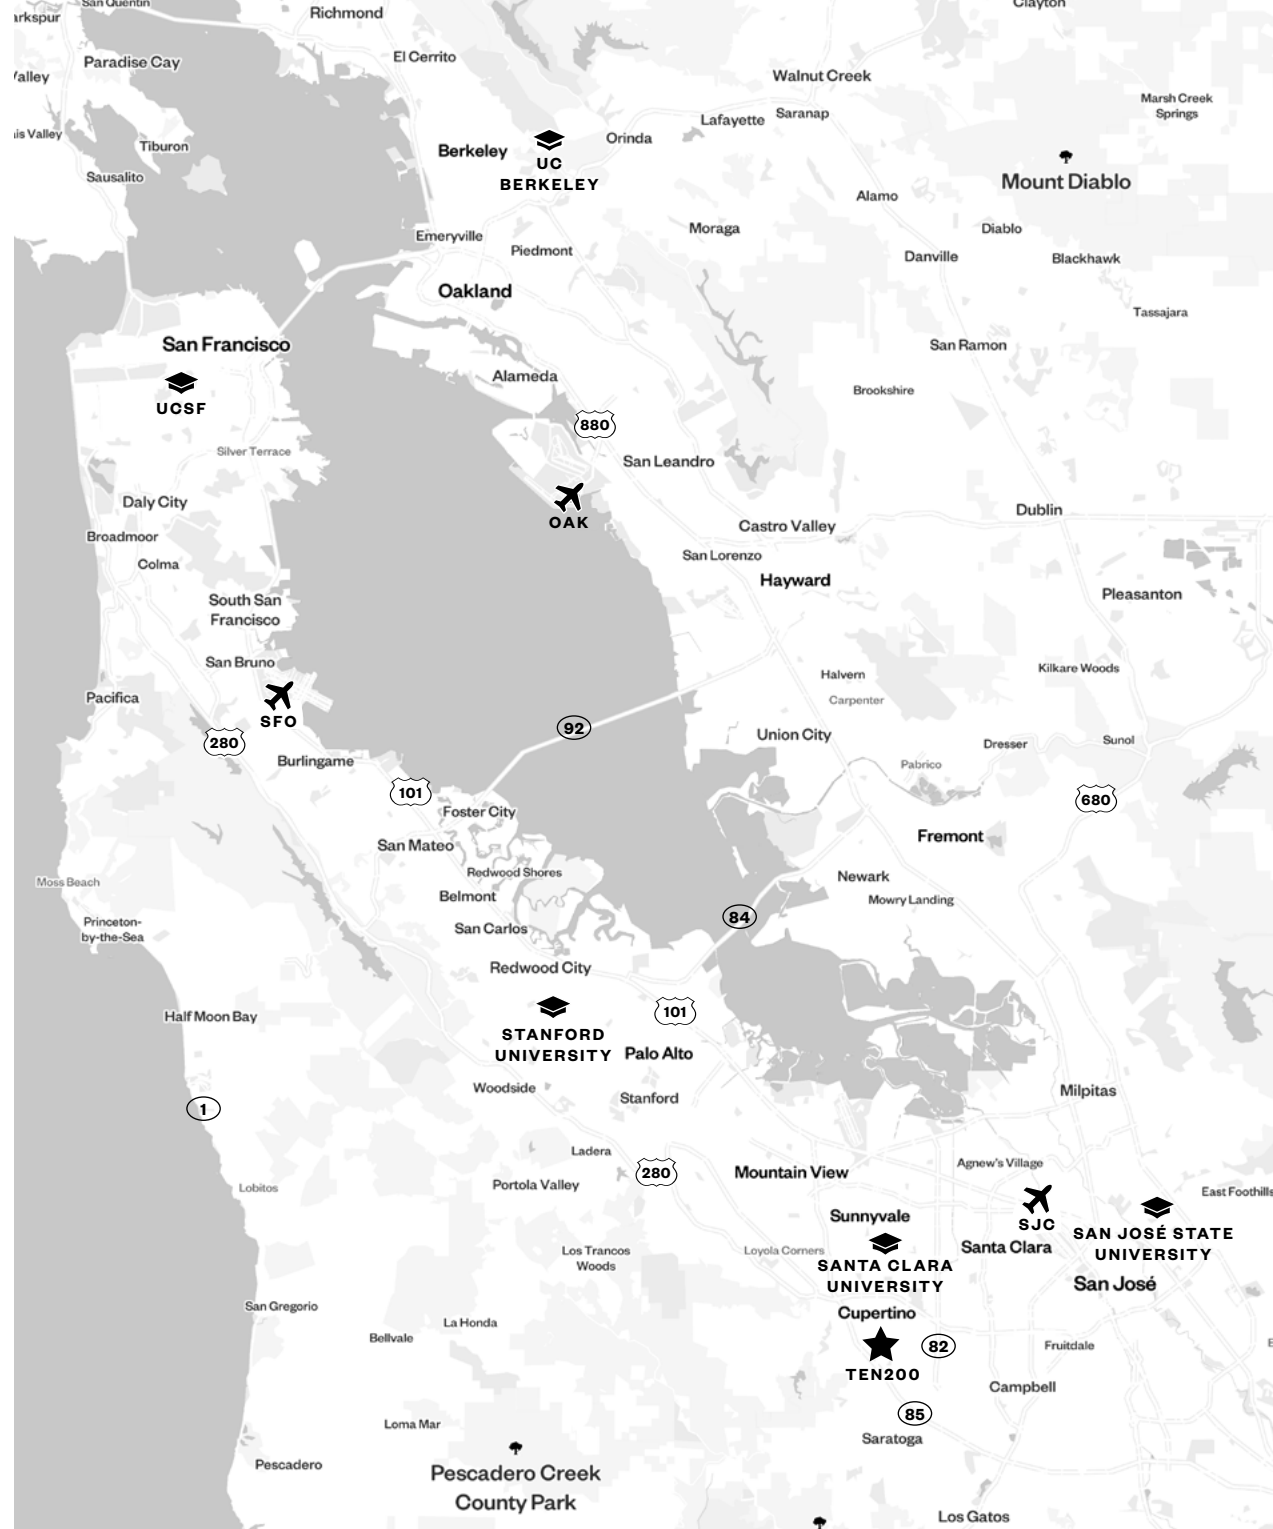 San Quentin
Richmond
Clayton
arkspur
El Cerrito
Paradise Cay
Valley
Walnut Creek
Marsh Creek
Springs
Saranap
Lafayette
Orinda
Tiburon
Berkeley
UC
BERKELEY
Sausalito
Mount Diablo
Alamo
Moraga
Diablo
Emeryville
Piedmont
Danville
Blackhawk
Oakland
Tassajara
San Francisco
San Ramon
Alameda
Brookshire
UCSF
880
Silver Terrace
San Leandro
Daly City
OAK
Dublin
Castro Valley
Broadmoor
San Lorenzo
Colma
Hayward
Pleasanton
South San
Francisco
San Bruno
Kilkare Woods
Halvern
Pacifica
Carpenter
SFO
92
280
Union City
Dresser
Sunol
Burlingame
Pabrico
101
680
Foster City
Fremont
San Mateo
Redwood Shores
Newark
Moss Beach
Belmont
Mowry Landing
84
Princeton-
by-the-Sea
San Carlos
Redwood City
101
Half Moon Bay
STANFORD
UNIVERSITY
Palo Alto
Woodside
Stanford
Milpitas
1
Ladera
Agnew's Village
280
Mountain View
Portola Valley
Lobitos
East Foothills
Sunnyvale
SJC
SAN JOSÉ STATE
UNIVERSITY
Los Trancos
Woods
Loyola Corners
Santa Clara
SANTA CLARA
UNIVERSITY
San José
San Gregorio
Cupertino
La Honda
Bellvale
82
Fruitdale
TEN200
Campbell
85
Loma Mar
Saratoga
Pescadero
Pescadero Creek
County Park
Los Gatos